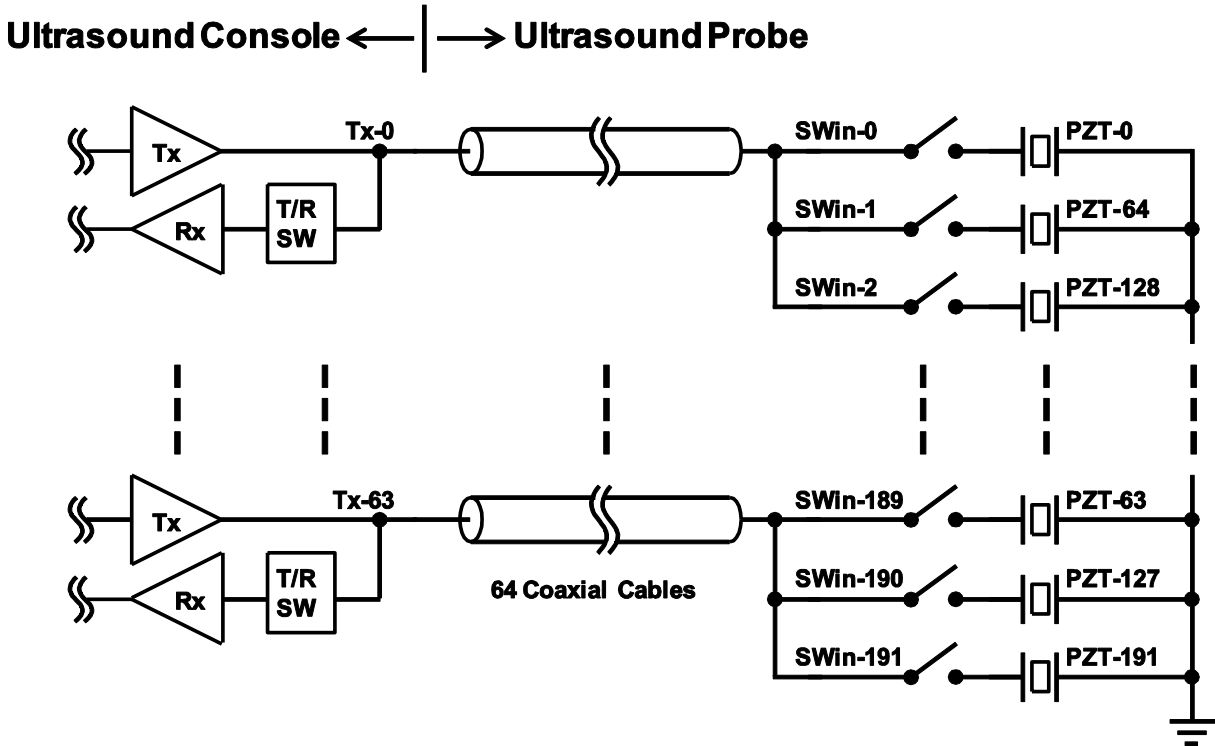 Ultrasound Console
Ultrasound Probe
Tx-0
SWin-0
PZT-0
Tx
T/R
SW
Rx
SWin-1
PZT-64
SWin-2
PZT-128
Tx-63
SWin-189
PZT-63
Tx
T/R
SW
Rx
64 Coaxial Cables
SWin-190
PZT-127
SWin-191
PZT-191